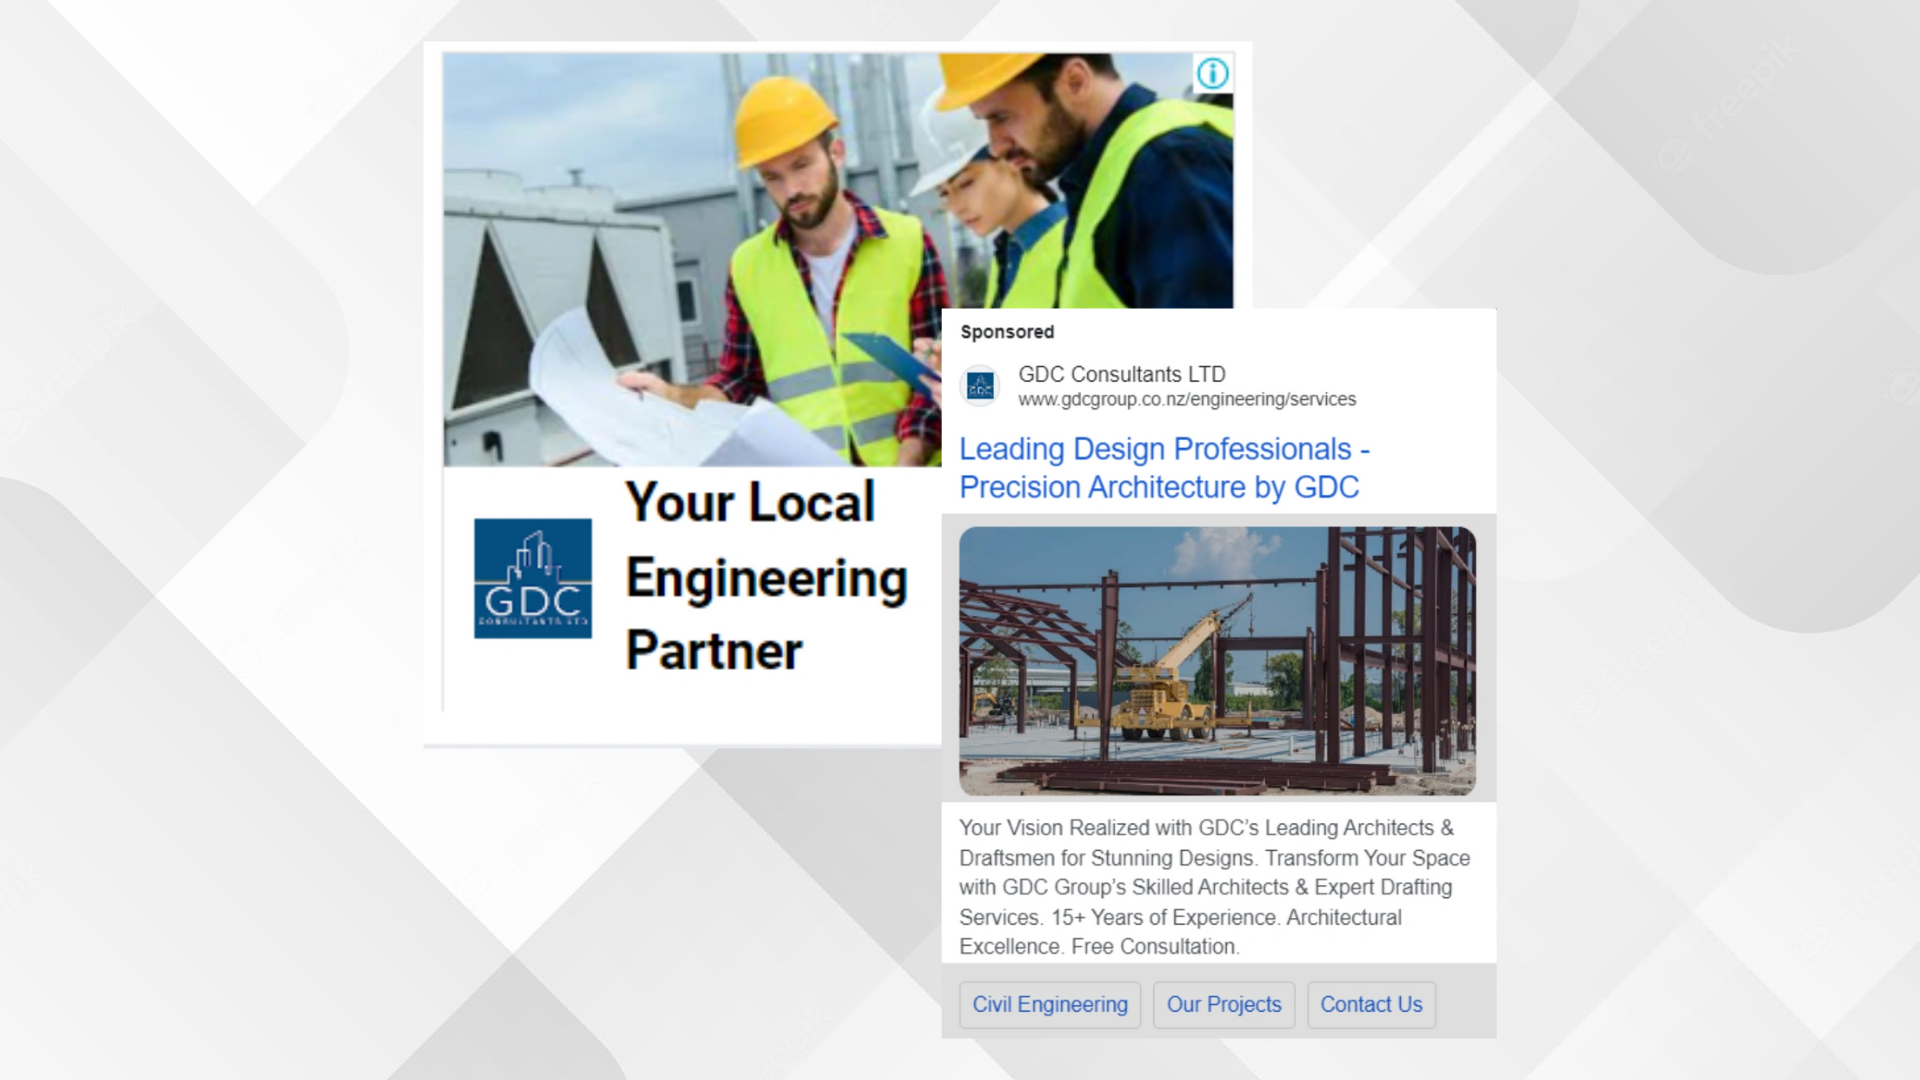 Your Local
Engineering
Partner
GDC
CONSULTANTS LTD
Sponsored
GDC
GDC Consultants LTD
www.gdcgroup.co.nz/engineering/services
Leading Design Professionals -
Precision Architecture by GDC
Your Vision Realized with GDC’s Leading Architects &
Draftsmen for Stunning Designs. Transform Your Space
with GDC Group’s Skilled Architects & Expert Drafting
Services. 15+ Years of Experience. Architectural
Excellence. Free Consultation.
Civil Engineering
Our Projects
Contact Us
freepik